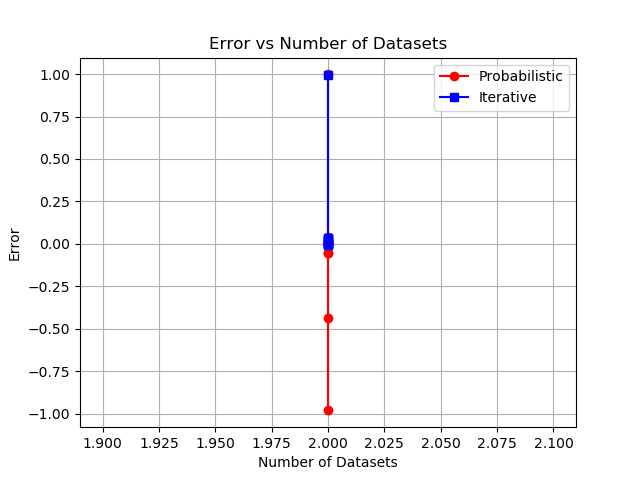 Error vs Number of Datasets
Probabilistic
Iterative
Error
1.00
0.75
0.50
0.25
0.00
−0.25
−0.50
−0.75
−1.00
1.900 1.925 1.950 1.975 2.000 2.025 2.050 2.075 2.100
Number of Datasets